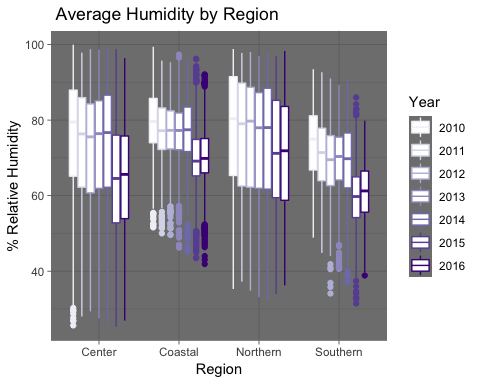 Average Humidity by Region
100
80
60
40
% Relative Humidity
Center
Coastal
Northern
Southern
Region
Year
2010
2011
2012
2013
2014
2015
2016